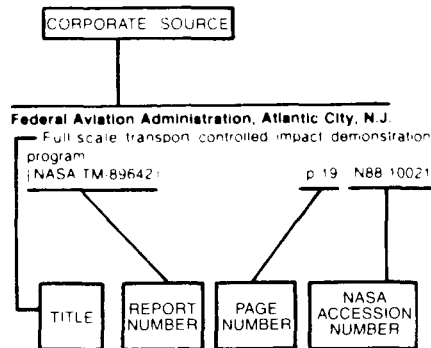 CORPORATE SOURCE
Federal Aviation Administration, Atlantic City, N.J.
Full scale transport controlled impact demonstration
program
[NASA TM-89642] p 19 N88 10021
TITLE
REPORT
NUMBER
PAGE
NUMBER
NASA
ACCESSION
NUMBER